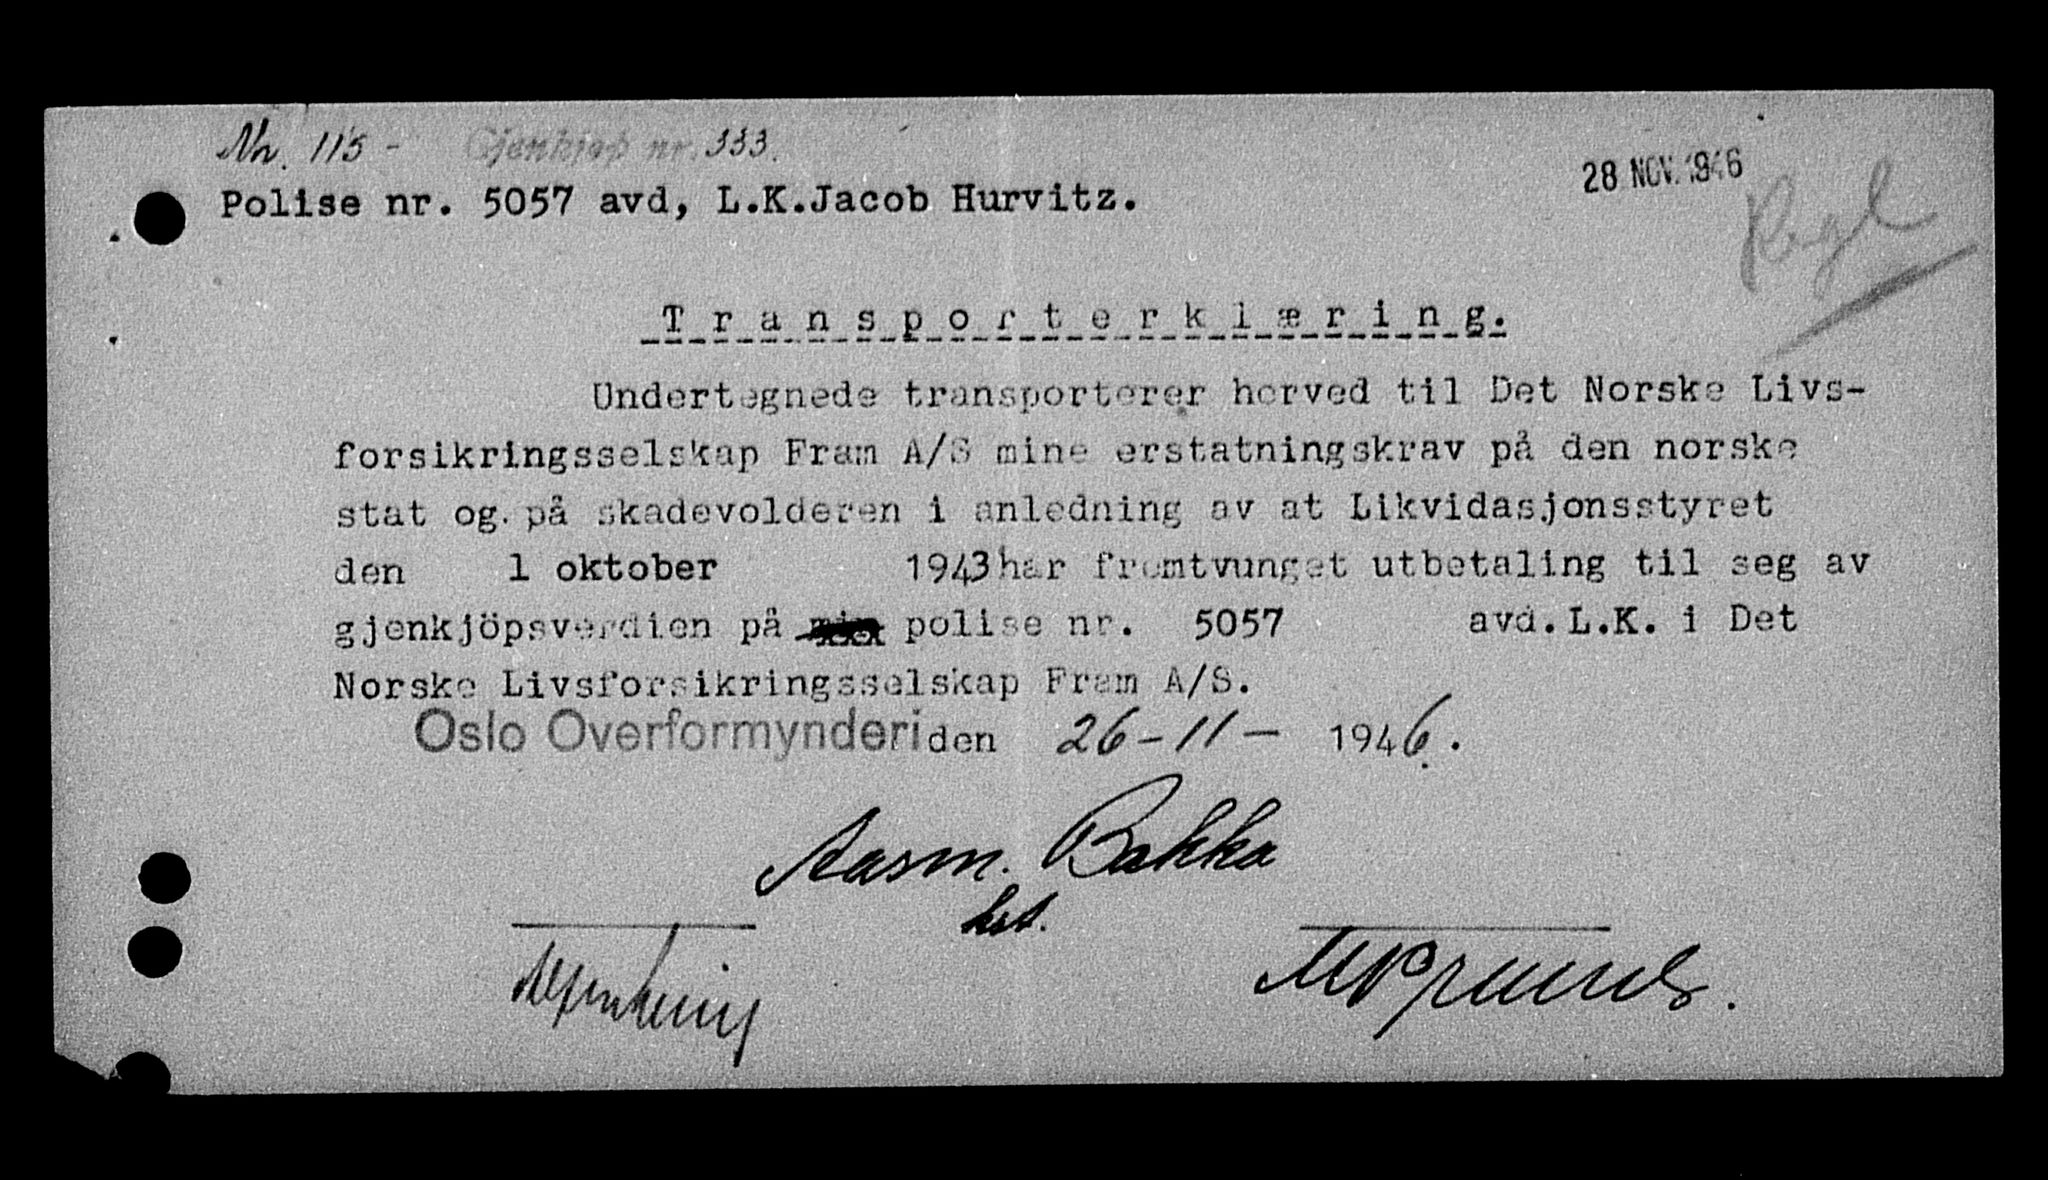 Nr. 115 - Gjenkjøp nr. 333.
28 NOV. 1946
Polise nr. 5057 avd, L.K.Jacob Hurvitz.
Regl
Transporterklæring.
Undertegnede transporterer herved til Det Norske Livs-
forsikringsselskap Fram A/S mine erstatningskrav på den norske
stat og på skadevolderen i anledning av at Likvidasjonsstyret
den 1 oktober 1943 har fremtvunget utbetaling til seg av
gjenkjöpsverdien på polise nr. 5057 avd. L.K. i Det
Norske Livsforsikringsselskap Fram A/S.
Oslo Overformynderi den 26-11- 1946.
Aasm. Bakka
kst.